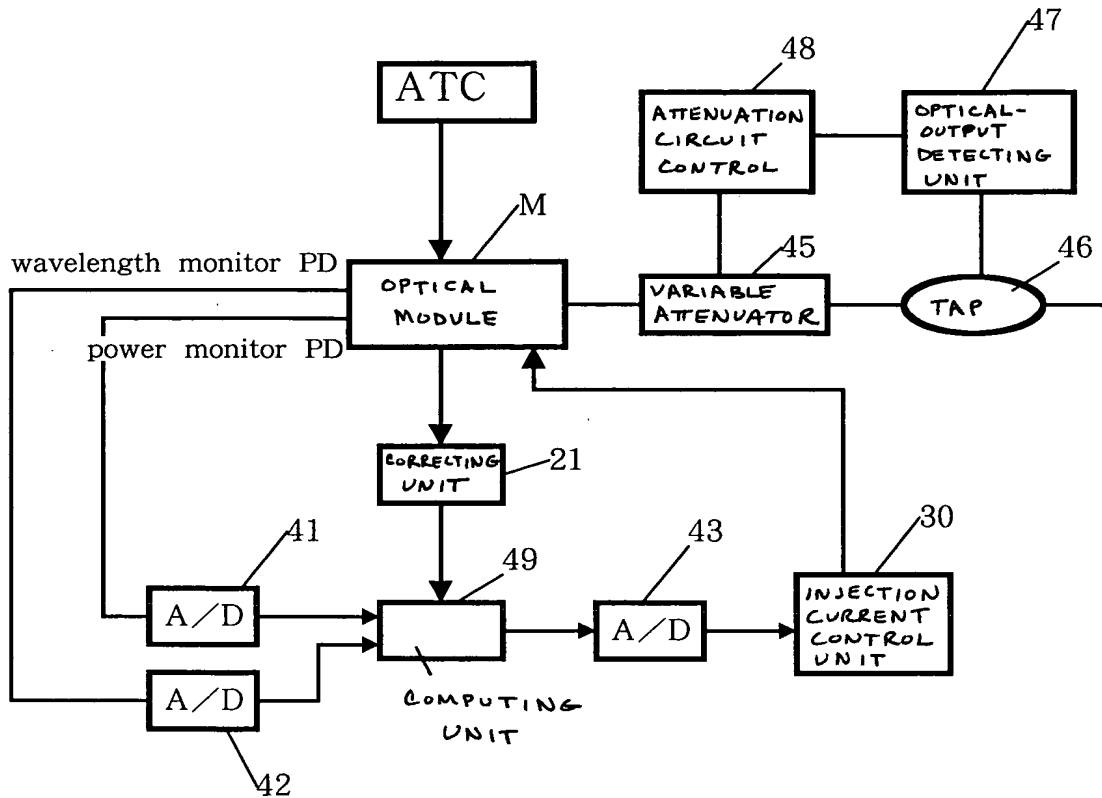 ATC
48
47
ATTENUATION
CIRCUIT
CONTROL
OPTICAL-
OUTPUT
DETECTING
UNIT
M
wavelength monitor PD
OPTICAL
MODULE
power monitor PD
45
VARIABLE
ATTENUATOR
46
TAP
CORRECTING
UNIT
21
41
A/D
49
43
A/D
30
INJECTION
CURRENT
CONTROL
UNIT
A/D
42
COMPUTING
UNIT